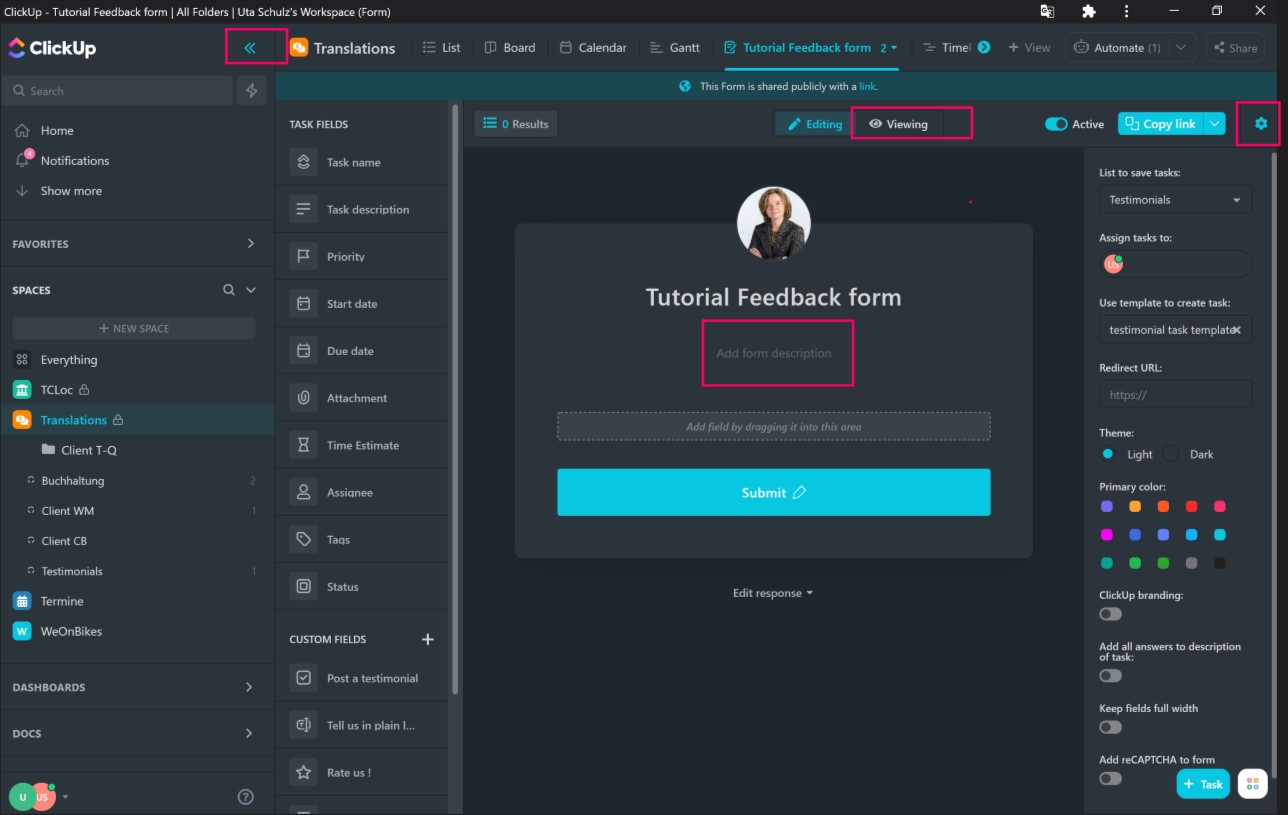 ClickUp - Tutorial Feedback form | All Folders | Uta Schulz's Workspace (Form)
ClickUp
Translations
List
Board
Calendar
Gantt
Tutorial Feedback form 2
Timel
+ View
Automate (1)
Share
Search
This Form is shared publicly with a link.
Home
4
Notifications
Show more
FAVORITES
SPACES
+ NEW SPACE
Everything
TCLoc
Translations
Client T-Q
Buchhaltung 2
Client WM 1
Client CB
Testimonials 1
Termine
W WeOnBikes
DASHBOARDS
DOCS
U US
TASK FIELDS
Task name
Task description
Priority
Start date
Due date
Attachment
Time Estimate
Assignee
Tags
Status
CUSTOM FIELDS +
Post a testimonial
Tell us in plain l...
Rate us !
0 Results
Editing
Viewing
Active
Copy link
Tutorial Feedback form
Add form description
Add field by dragging it into this area
Submit
Edit response
List to save tasks:
Testimonials
Assign tasks to:
US
Use template to create task:
testimonial task template
Redirect URL:
https://
Theme:
Light Dark
Primary color:
ClickUp branding:
Add all answers to description
of task:
Keep fields full width
Add reCAPTCHA to form
+ Task